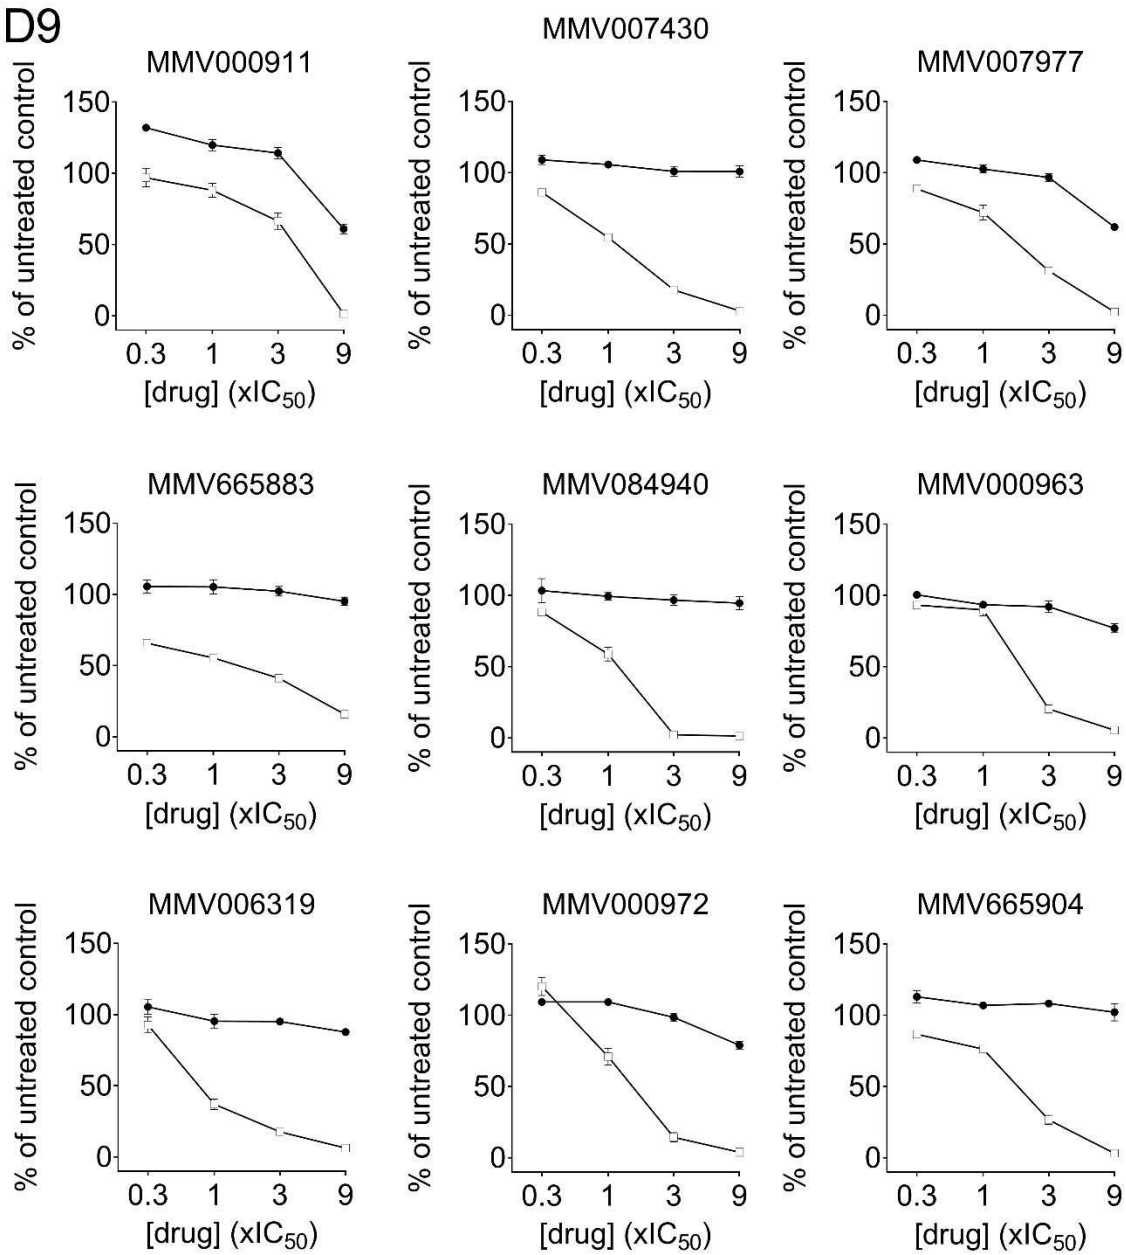 D9
MMV000911
% of untreated control
150
100
50
0
0.3 1 3 9
[drug] (xIC50)
MMV007430
% of untreated control
150
100
50
0
0.3 1 3 9
[drug] (xIC50)
MMV007977
% of untreated control
150
100
50
0
0.3 1 3 9
[drug] (xIC50)
MMV665883
% of untreated control
150
100
50
0
0.3 1 3 9
[drug] (xIC50)
MMV084940
% of untreated control
150
100
50
0
0.3 1 3 9
[drug] (xIC50)
MMV000963
% of untreated control
150
100
50
0
0.3 1 3 9
[drug] (xIC50)
MMV006319
% of untreated control
150
100
50
0
0.3 1 3 9
[drug] (xIC50)
MMV000972
% of untreated control
150
100
50
0
0.3 1 3 9
[drug] (xIC50)
MMV665904
% of untreated control
150
100
50
0
0.3 1 3 9
[drug] (xIC50)